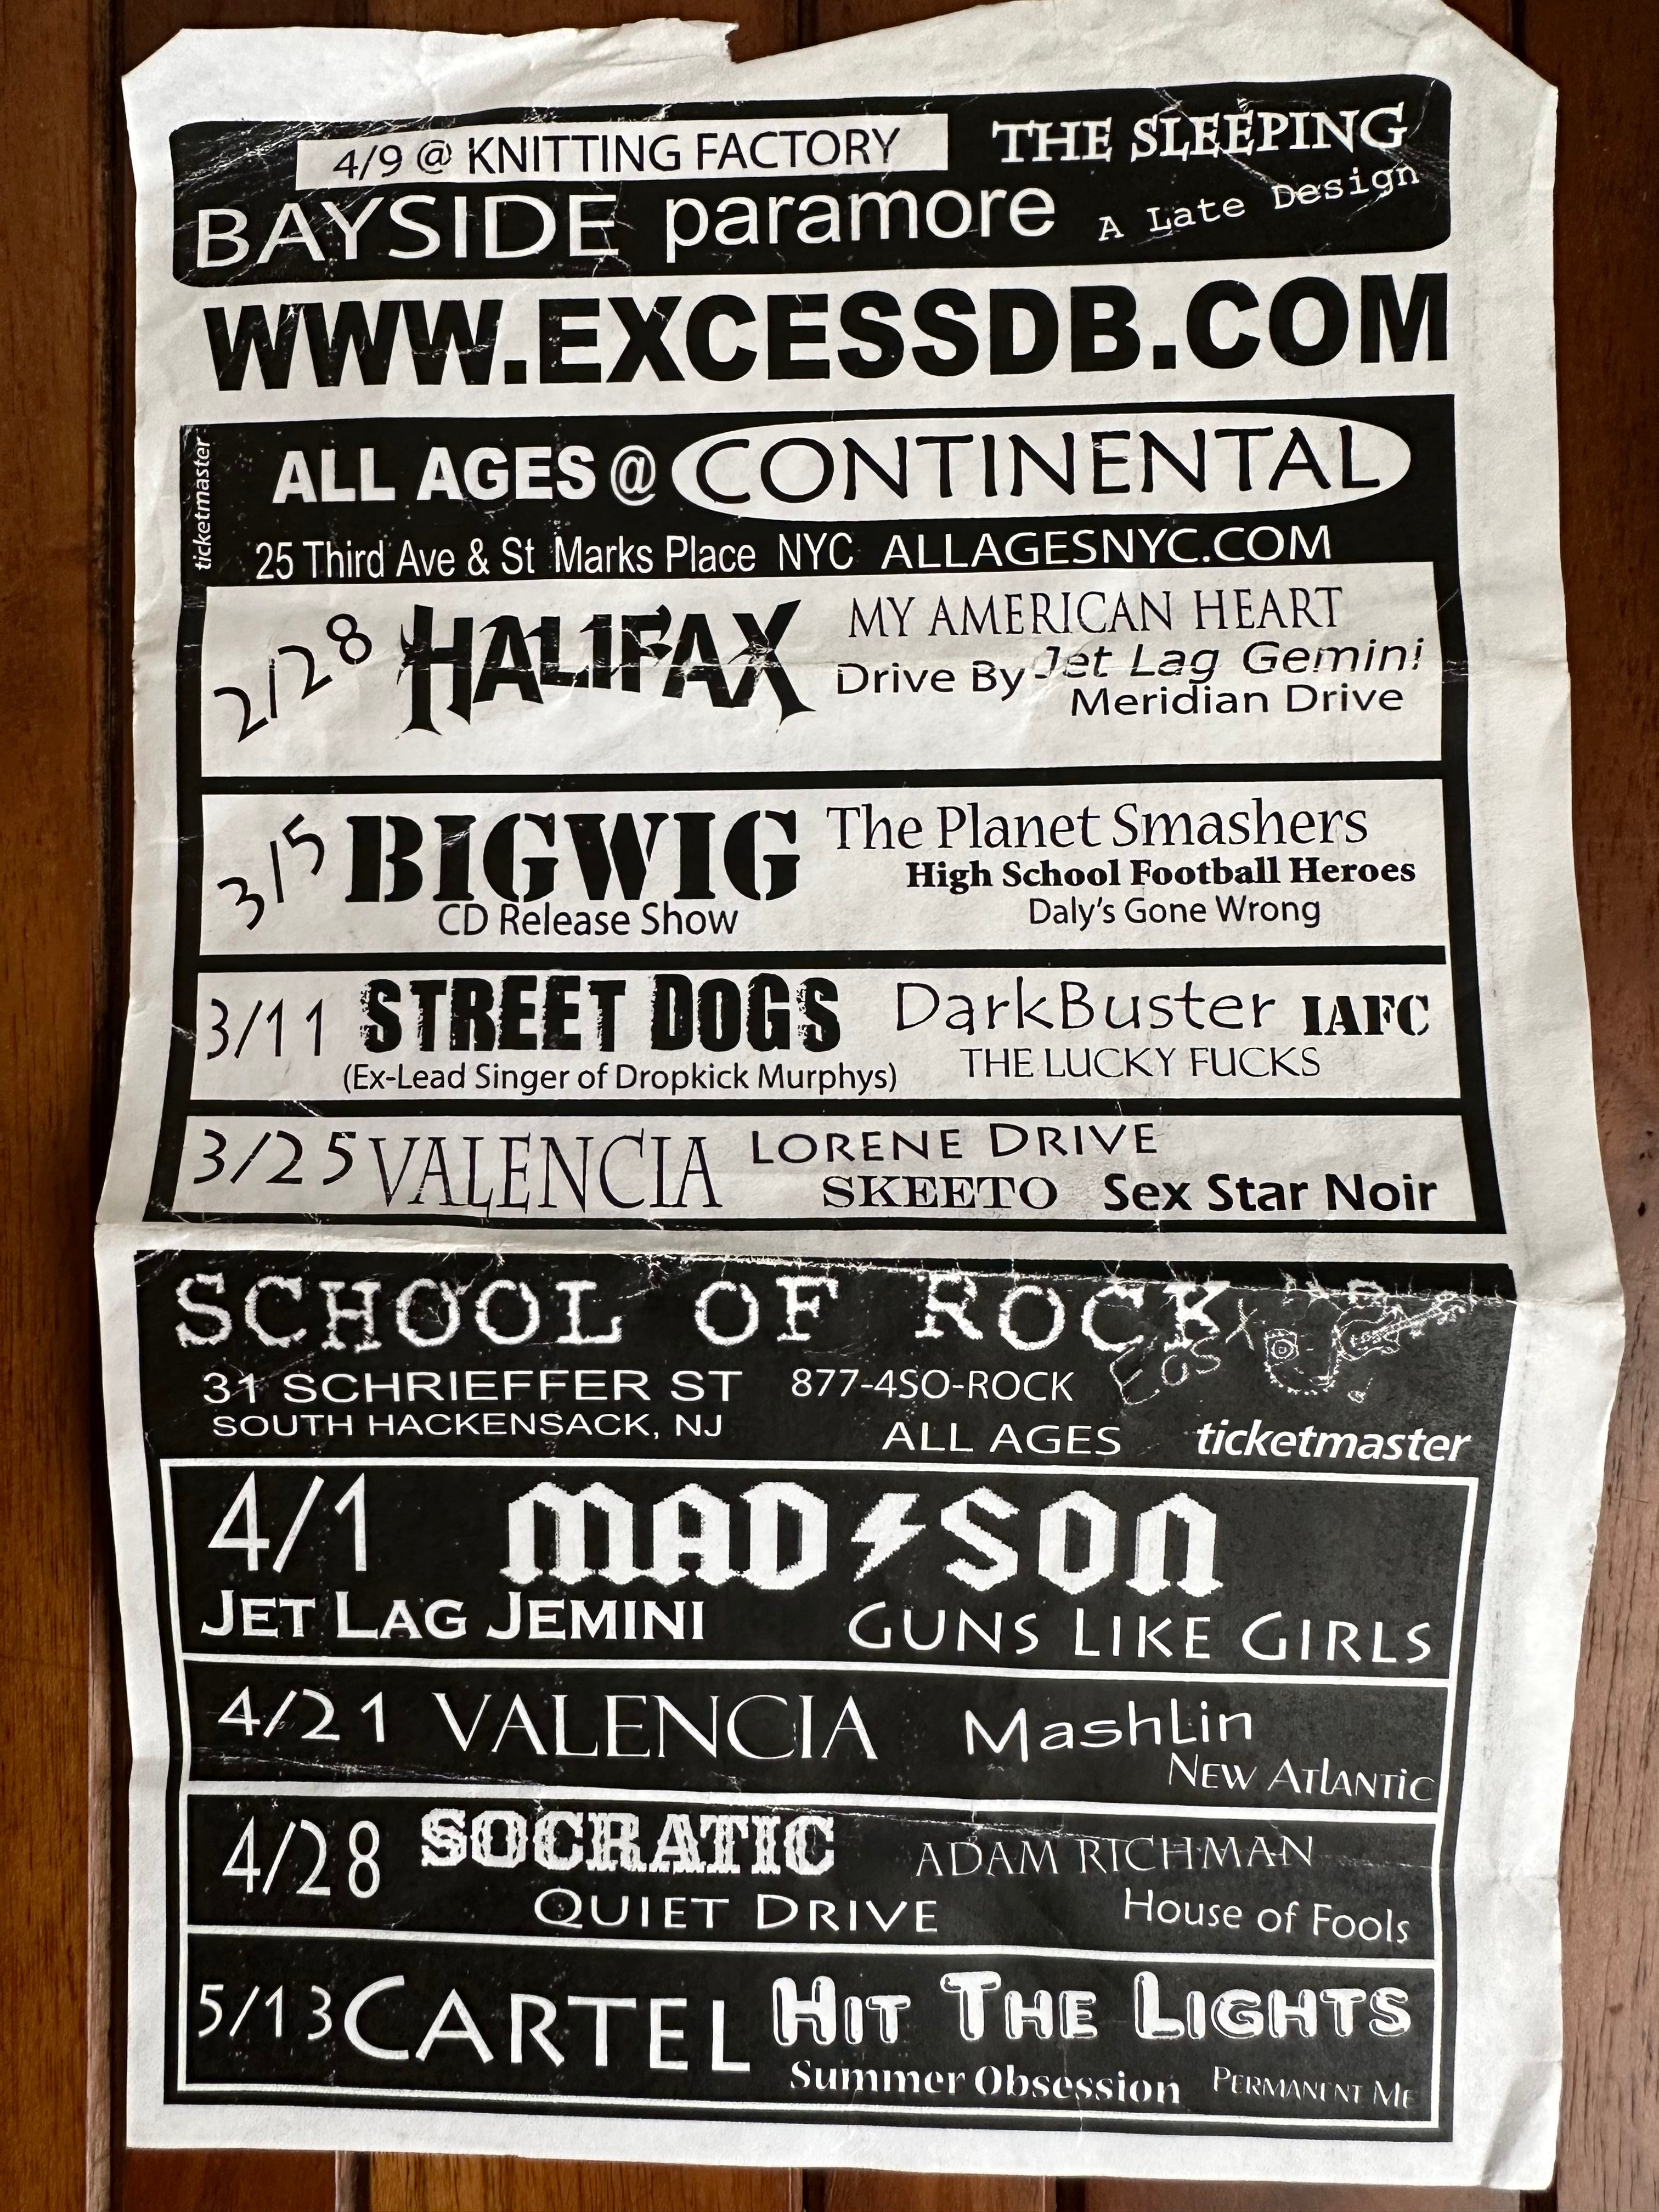 4/9 @ KNITTING FACTORY THE SLEEPING
BAYSIDE paramore A Late Design
WWW.EXCESSDB.COM
ticketmaster
ALL AGES @ CONTINENTAL
25 Third Ave & St Marks Place NYC ALLAGESNYC.COM
2/28 HALIFAX MY AMERICAN HEART
Drive By Jet Lag Gemini
Meridian Drive
3/5 BIGWIG The Planet Smashers
High School Football Heroes
CD Release Show Daly's Gone Wrong
3/11 STREET DOGS DarkBuster IAFC
(Ex-Lead Singer of Dropkick Murphys) THE LUCKY FUCKS
3/25 VALENCIA LORENE DRIVE
SKEETO Sex Star Noir
SCHOOL OF ROCK
EAST
31 SCHRIEFFER ST 877-4SO-ROCK
SOUTH HACKENSACK, NJ
ALL AGES ticketmaster
4/1 MAD SON
JET LAG JEMINI GUNS LIKE GIRLS
4/21 VALENCIA MashLin
NEW ATLANTiC
4/28 SOCRATIC ADAM RICHMAN
QUIET DRIVE House of Fools
5/13 CARTEL HIT THE LIGHTS
Summer Obsession PERMANENT ME